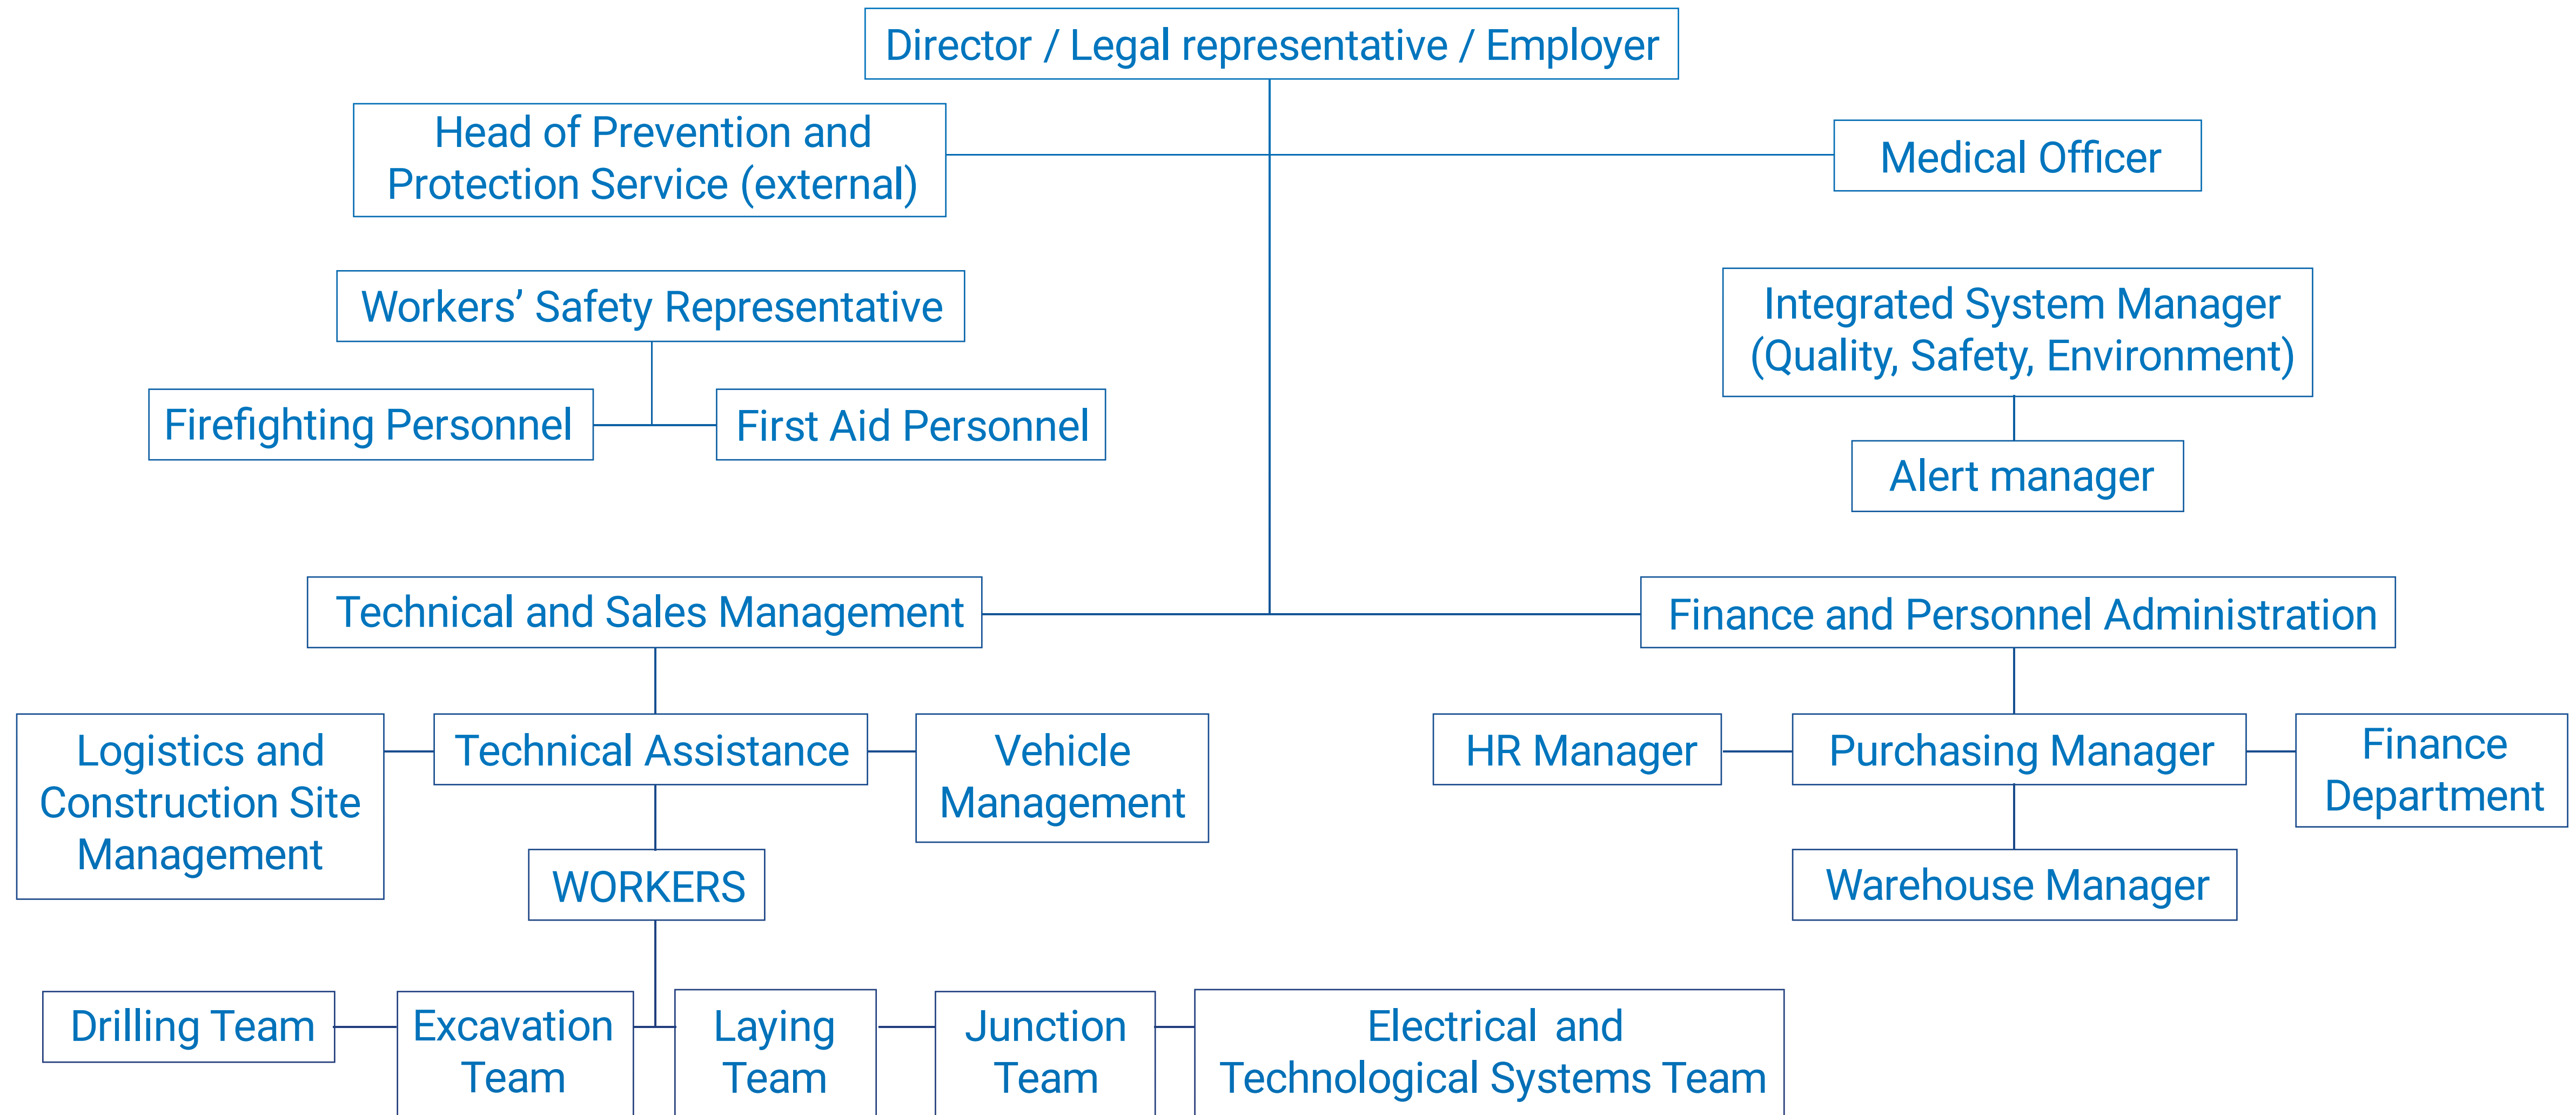 Director / Legal representative / Employer
Head of Prevention and
Protection Service (external)
Medical Officer
Workers’ Safety Representative
Integrated System Manager
(Quality, Safety, Environment)
Firefighting Personnel
First Aid Personnel
Alert manager
Technical and Sales Management
Finance and Personnel Administration
Logistics and
Construction Site
Management
Technical Assistance
Vehicle
Management
HR Manager
Purchasing Manager
Finance
Department
WORKERS
Warehouse Manager
Drilling Team
Excavation
Team
Laying
Team
Junction
Team
Electrical and
Technological Systems Team